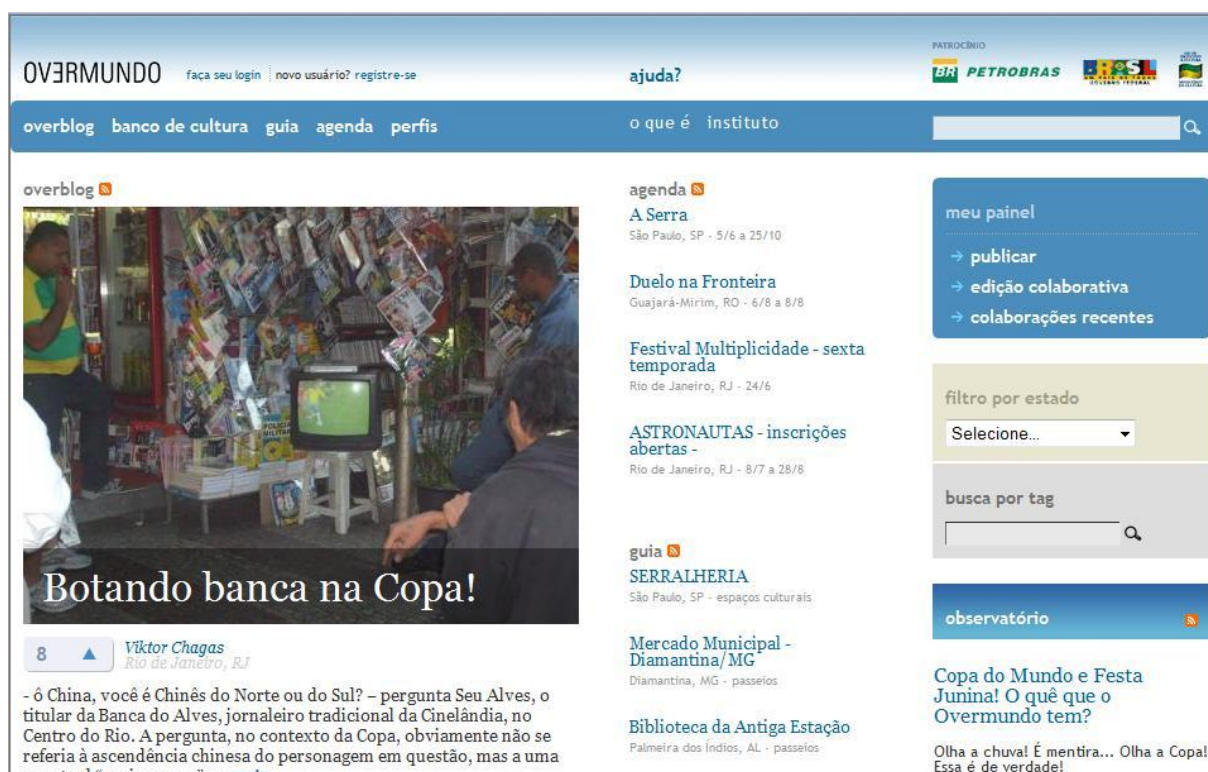 PATROCÍNIO
OVERMUNDO faça seu login novo usuário? registre-se ajuda?
BR PETROBRAS BRASIL
GOVERNO FEDERAL
overblog banco de cultura guia agenda perfis o que é instituto
overblog
Botando banca na Copa!
8 Viktor Chagas
Rio de Janeiro, RJ
- ô China, você é Chinês do Norte ou do Sul? – pergunta Seu Alves, o
titular da Banca do Alves, jornaleiro tradicional da Cinelândia, no
Centro do Rio. A pergunta, no contexto da Copa, obviamente não se
referia à ascendência chinesa do personagem em questão, mas a uma
agenda
A Serra
São Paulo, SP - 5/6 a 25/10
Duelo na Fronteira
Guajará-Mirim, RO - 6/8 a 8/8
Festival Multiplicidade - sexta
temporada
Rio de Janeiro, RJ - 24/6
ASTRONAUTAS - inscrições
abertas -
Rio de Janeiro, RJ - 8/7 a 28/8
guia
SERRALHERIA
São Paulo, SP - espaços culturais
Mercado Municipal -
Diamantina/MG
Diamantina, MG - passeios
Biblioteca da Antiga Estação
Palmeira dos Índios, AL - passeios
meu painel
publicar
edição colaborativa
colaborações recentes
filtro por estado
Selecione...
busca por tag
observatório
Copa do Mundo e Festa
Junina! O quê que o
Overmundo tem?
Olha a chuva! É mentira... Olha a Copa!
Essa é de verdade!